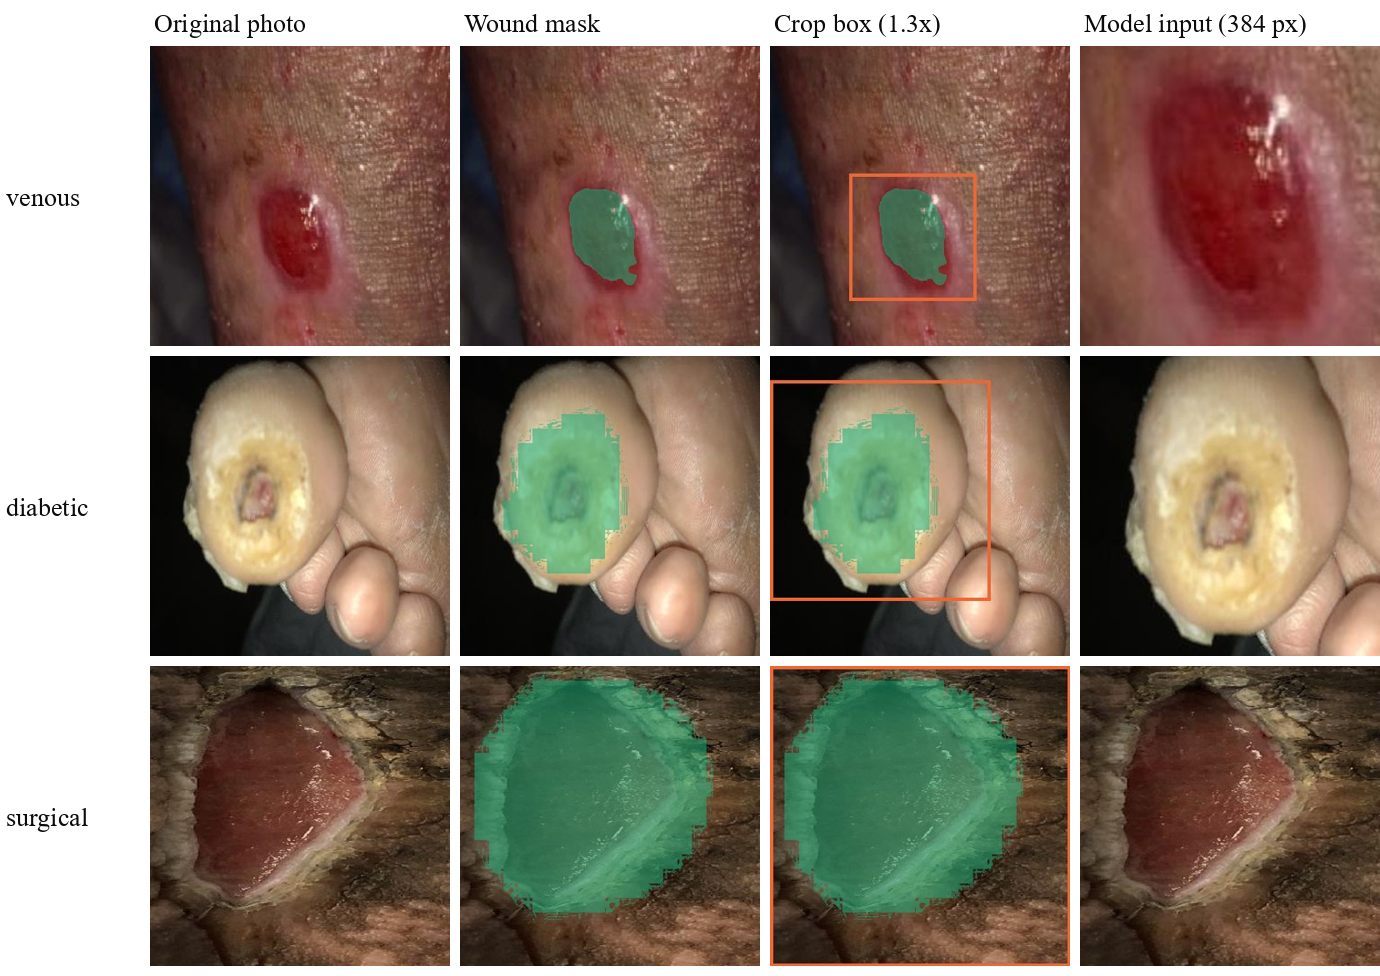 Original photo
Wound mask
Crop box (1.3x)
Model input (384 px)
venous
diabetic
surgical